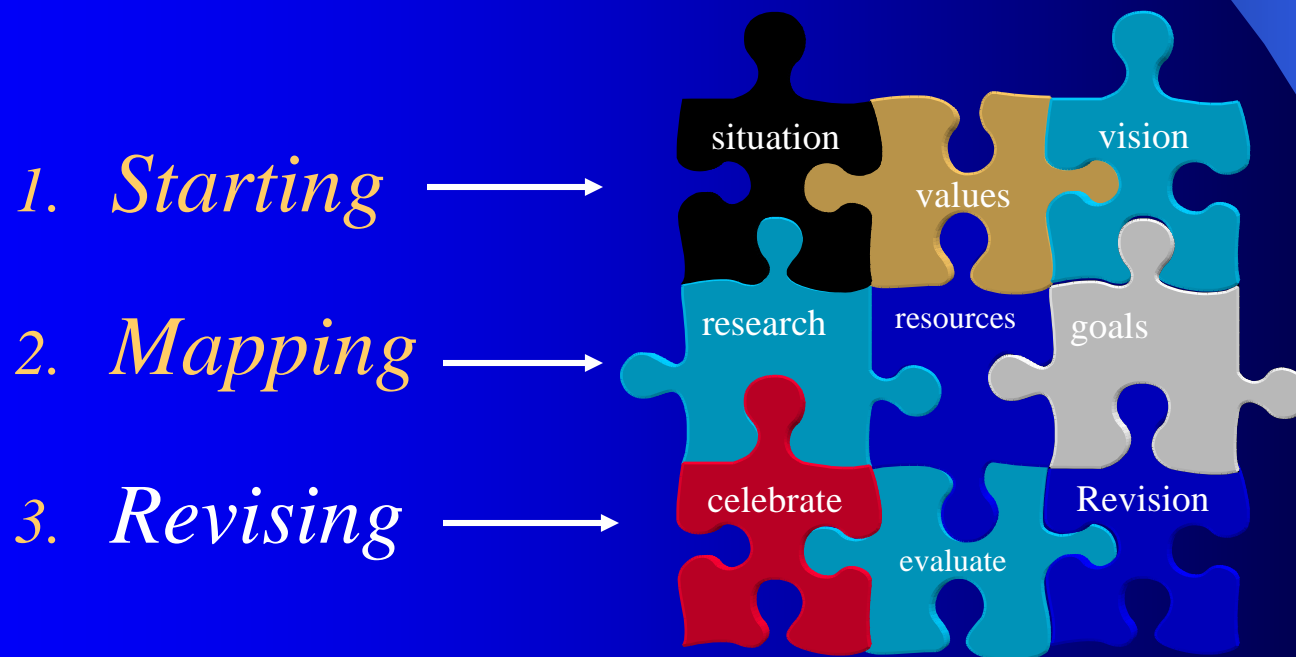 1. Starting
situation
values
vision
2. Mapping
research
resources
goals
3. Revising
celebrate
evaluate
Revision